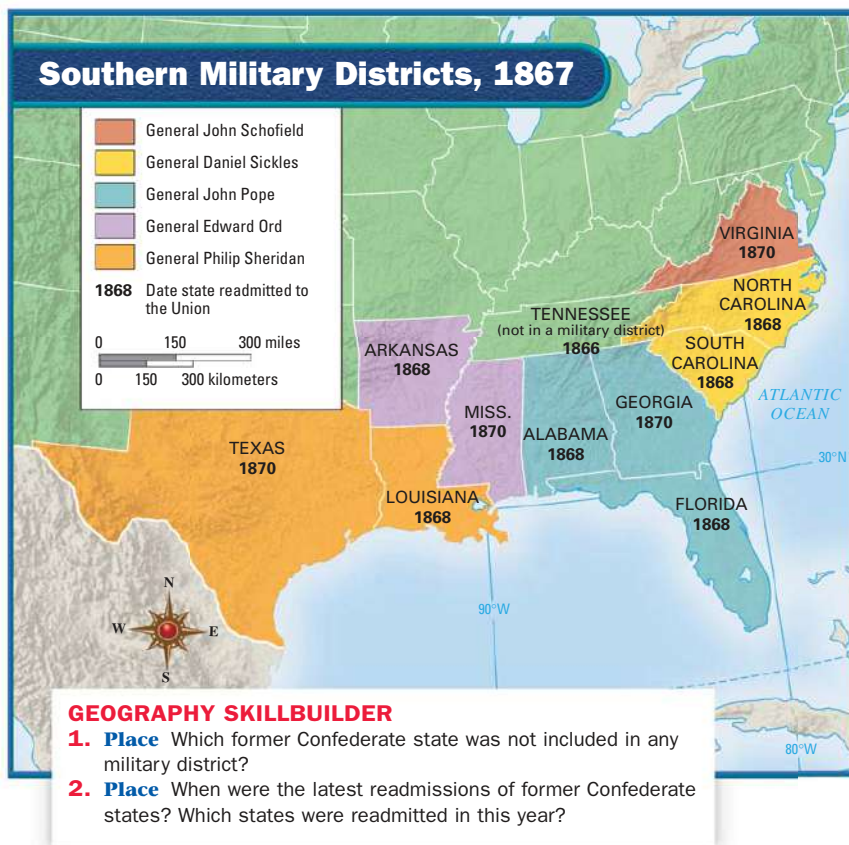 Southern Military Districts, 1867
General John Schofield
General Daniel Sickles
General John Pope
General Edward Ord
General Philip Sheridan
1868 Date state readmitted to
the Union
0 150 300 miles
0 150 300 kilometers
VIRGINIA
1870
NORTH
CAROLINA
1868
TENNESSEE
(not in a military district)
1866
SOUTH
CAROLINA
1868
ARKANSAS
1868
MISS.
1870
ALABAMA
1868
GEORGIA
1870
ATLANTIC
OCEAN
TEXAS
1870
LOUISIANA
1868
FLORIDA
1868
30°N
90°W
80°W
N
W E
S
GEOGRAPHY SKILLBUILDER
1. Place Which former Confederate state was not included in any
military district?
2. Place When were the latest readmissions of former Confederate
states? Which states were readmitted in this year?